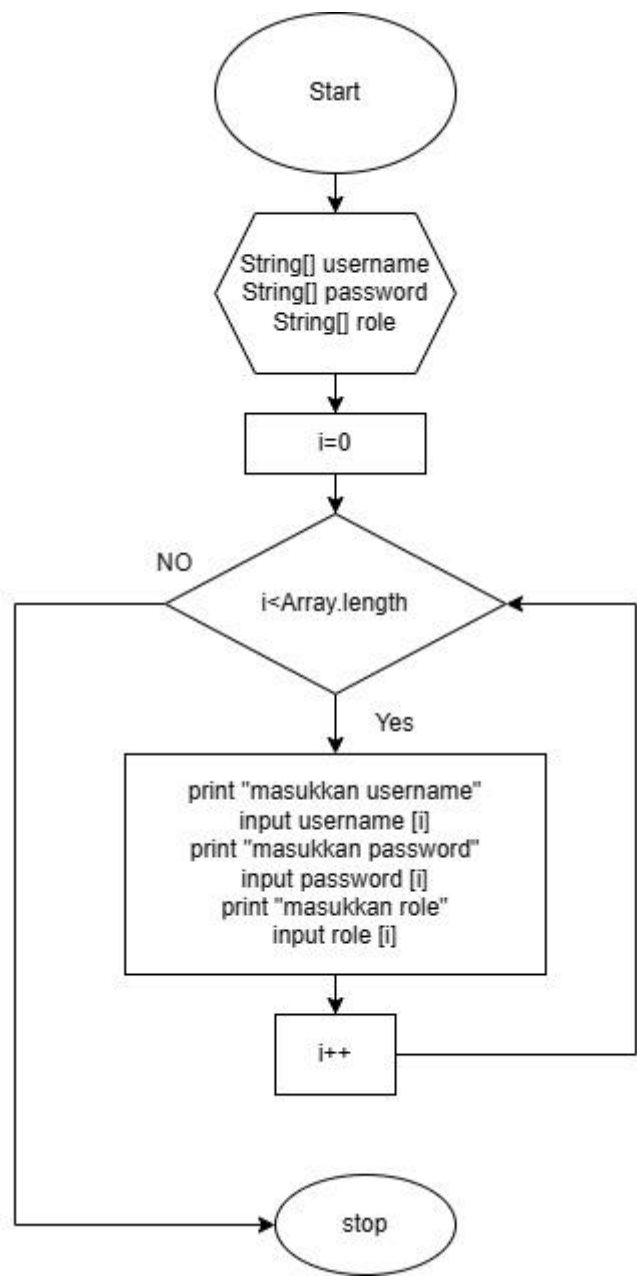 Start
String[] username
String[] password
String[] role
i=0
NO
i<Array.length
Yes
print "masukkan username"
input username [i]
print "masukkan password"
input password [i]
print "masukkan role"
input role [i]
i++
stop